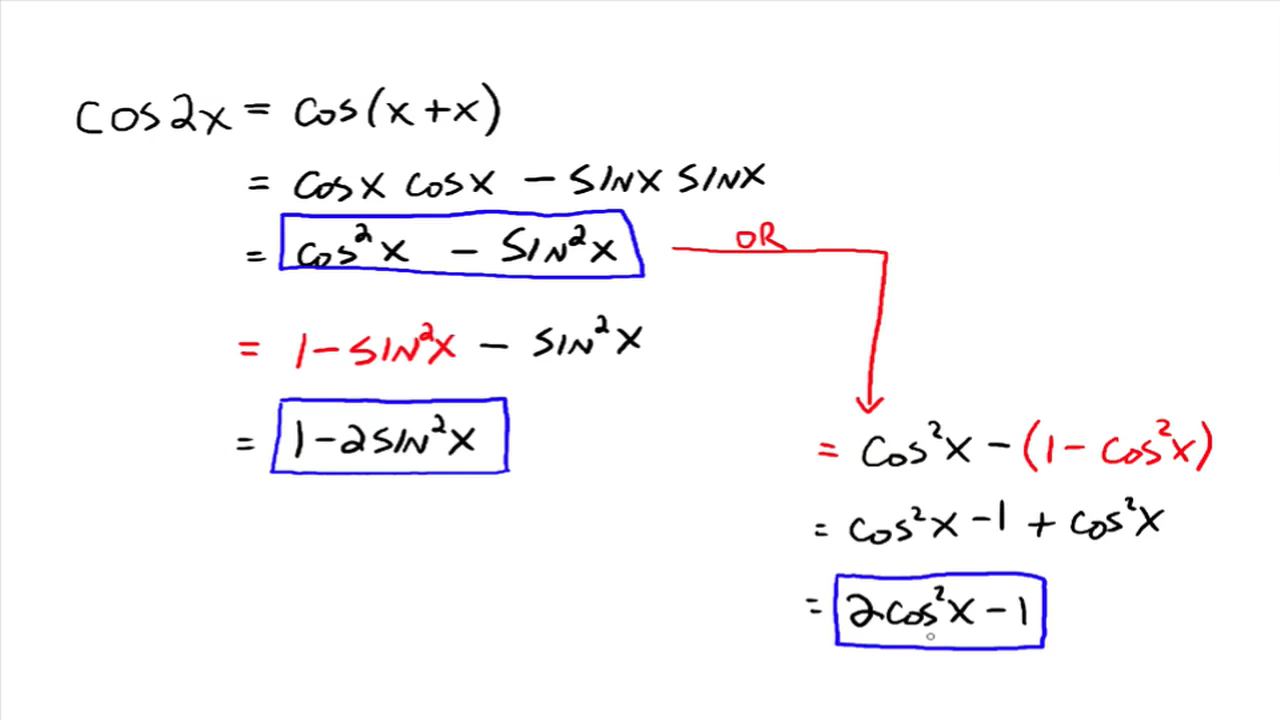 cos2x = cos(x+x)
= cosx cosx - sinx sinx
= cos²x - sin²x
OR
= 1-sin²x - sin²x
= 1-2sin²x
= cos²x - (1-cos²x)
= cos²x -1 + cos²x
= 2cos²x -1